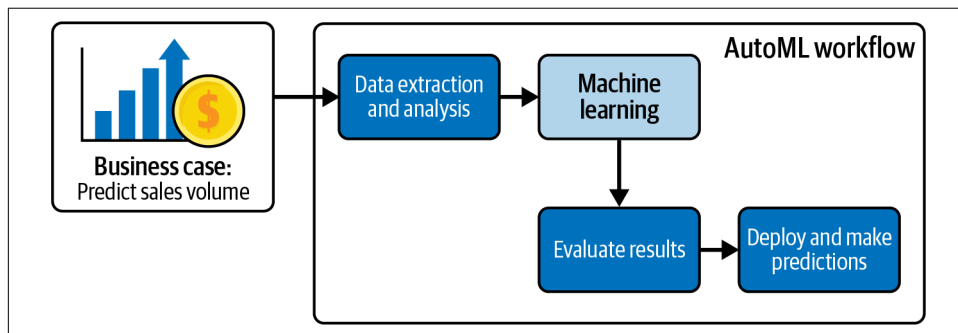 AutoML workflow
$
Business case:
Predict sales volume
Data extraction
and analysis
Machine
learning
Evaluate results
Deploy and make
predictions